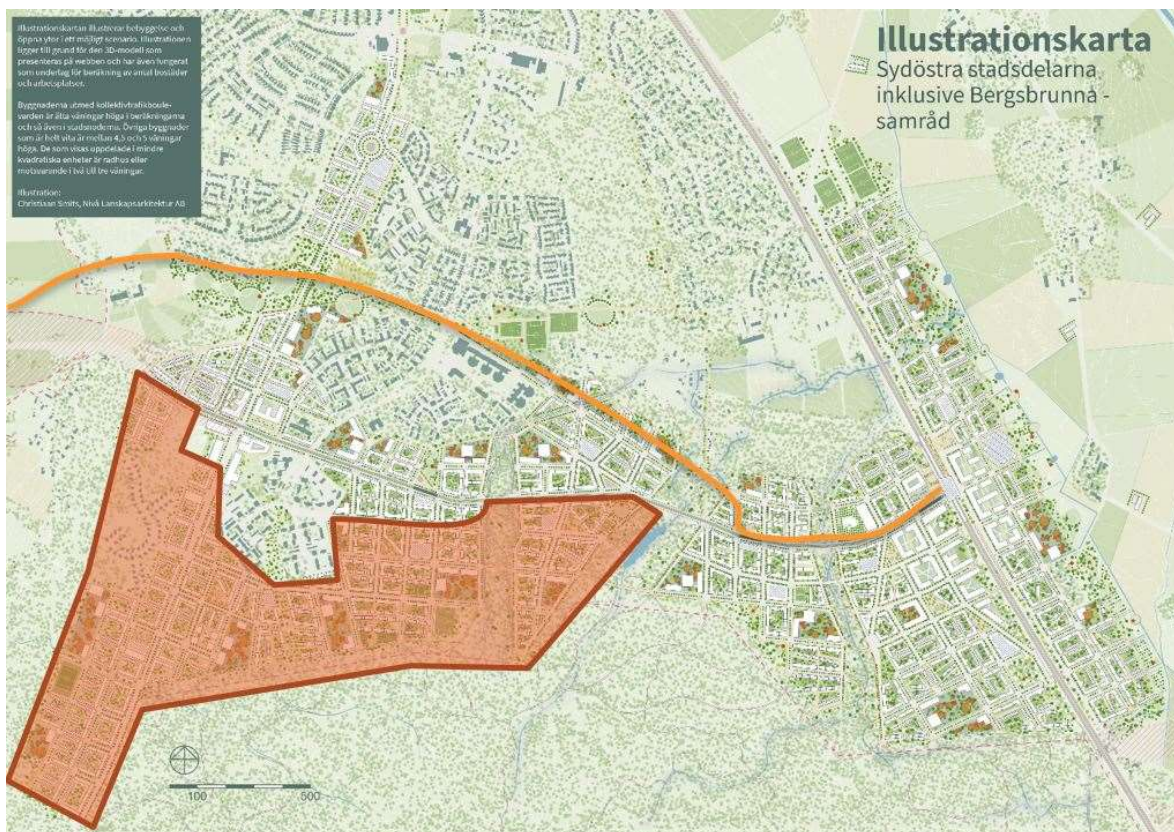 Illustrationskartan illustrerar bebyggelse och
öppna ytor i ett möjligt scenario. Illustrationen
ligger till grund för den 3D-modell som
presenteras på webben och har även fungerat
som underlag för beräkning av antal bostäder
och arbetsplatser.
Byggnaderna utmed kollektivtrafikboule-
varden är åtta våningar höga i beräkningarna
och så även i stadsnoderna. Övriga byggnader
som är helt vita är mellan 4,5 och 5 våningar
höga. De som visas uppdelade i mindre
kvadratiska enheter är radhus eller
motsvarande i två till tre våningar.
Illustration:
Christiaan Smits, Nivå Lanskapsarkitektur AB
Illustrationskarta
Sydöstra stadsdelarna
inklusive Bergsbrunna -
samråd
100
500